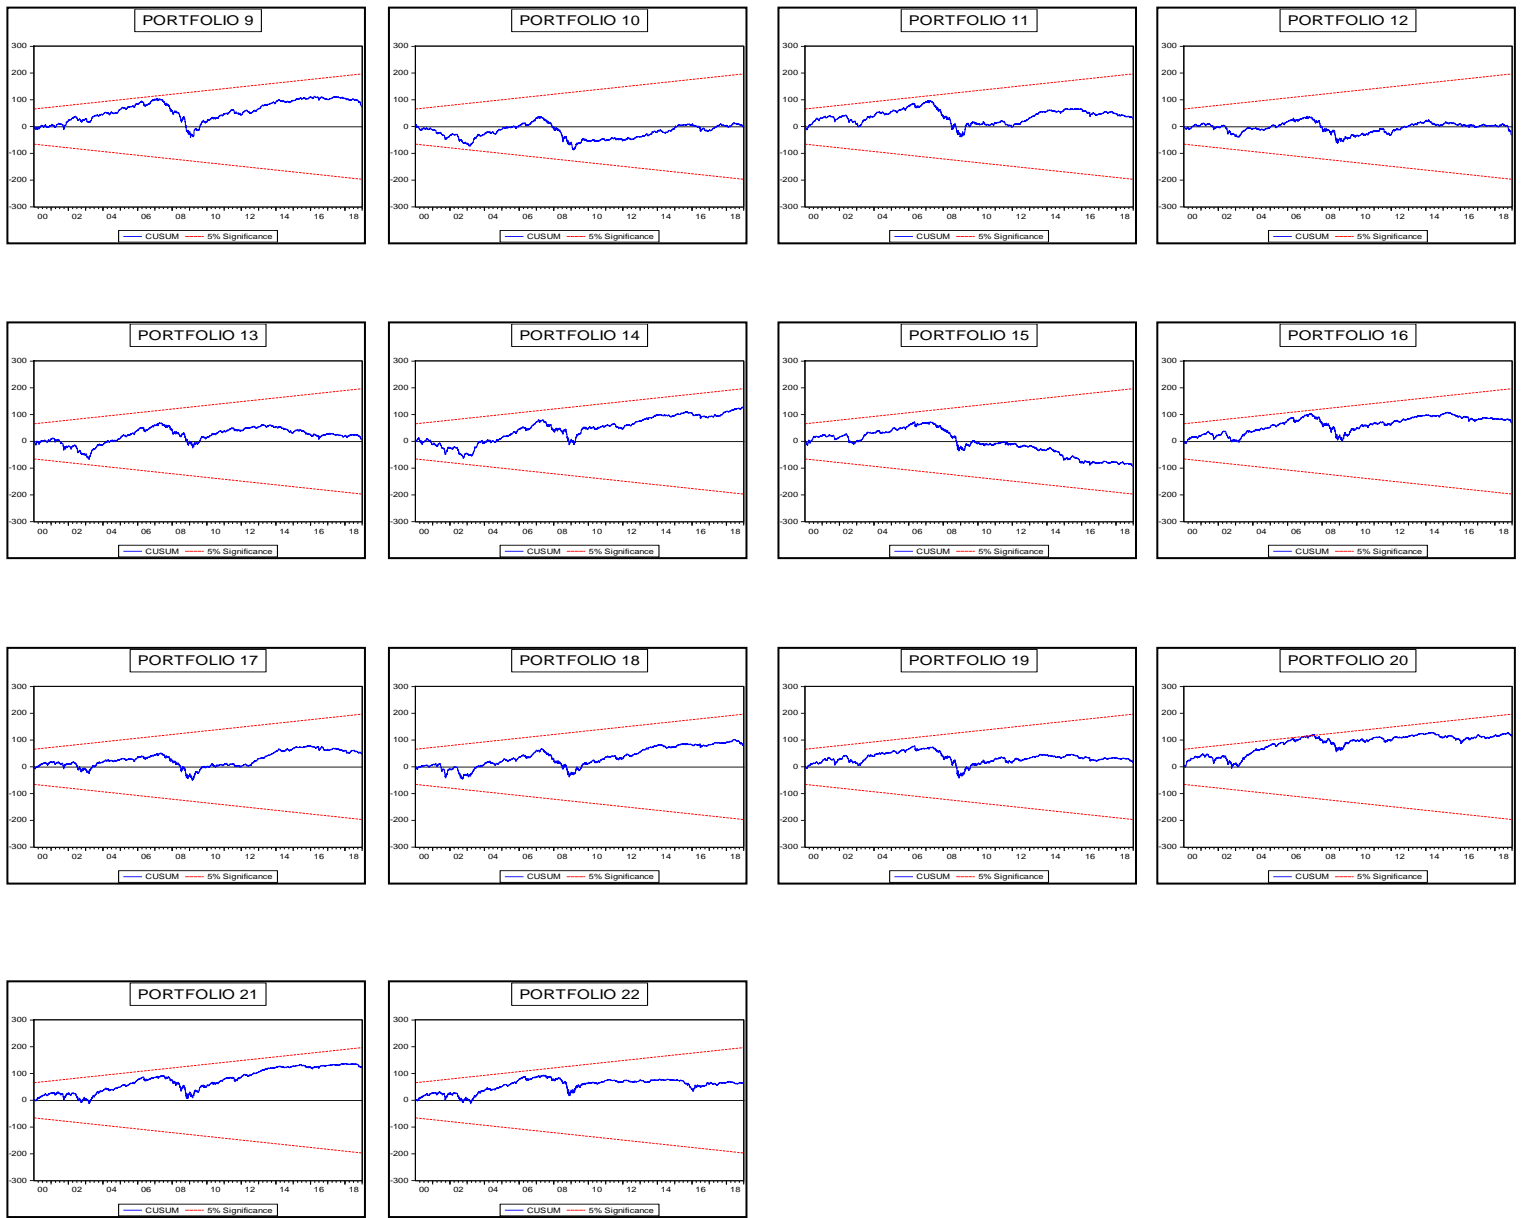 PORTFOLIO 9
300
200
100
0
-100
-200
-300
00 02 04 06 08 10 12 14 16 18
CUSUM 5% Significance
PORTFOLIO 10
300
200
100
0
-100
-200
-300
00 02 04 06 08 10 12 14 16 18
CUSUM 5% Significance
PORTFOLIO 11
300
200
100
0
-100
-200
-300
00 02 04 06 08 10 12 14 16 18
CUSUM 5% Significance
PORTFOLIO 12
300
200
100
0
-100
-200
-300
00 02 04 06 08 10 12 14 16 18
CUSUM 5% Significance
PORTFOLIO 13
300
200
100
0
-100
-200
-300
00 02 04 06 08 10 12 14 16 18
CUSUM 5% Significance
PORTFOLIO 14
300
200
100
0
-100
-200
-300
00 02 04 06 08 10 12 14 16 18
CUSUM 5% Significance
PORTFOLIO 15
300
200
100
0
-100
-200
-300
00 02 04 06 08 10 12 14 16 18
CUSUM 5% Significance
PORTFOLIO 16
300
200
100
0
-100
-200
-300
00 02 04 06 08 10 12 14 16 18
CUSUM 5% Significance
PORTFOLIO 17
300
200
100
0
-100
-200
-300
00 02 04 06 08 10 12 14 16 18
CUSUM 5% Significance
PORTFOLIO 18
300
200
100
0
-100
-200
-300
00 02 04 06 08 10 12 14 16 18
CUSUM 5% Significance
PORTFOLIO 19
300
200
100
0
-100
-200
-300
00 02 04 06 08 10 12 14 16 18
CUSUM 5% Significance
PORTFOLIO 20
300
200
100
0
-100
-200
-300
00 02 04 06 08 10 12 14 16 18
CUSUM 5% Significance
PORTFOLIO 21
300
200
100
0
-100
-200
-300
00 02 04 06 08 10 12 14 16 18
CUSUM 5% Significance
PORTFOLIO 22
300
200
100
0
-100
-200
-300
00 02 04 06 08 10 12 14 16 18
CUSUM 5% Significance